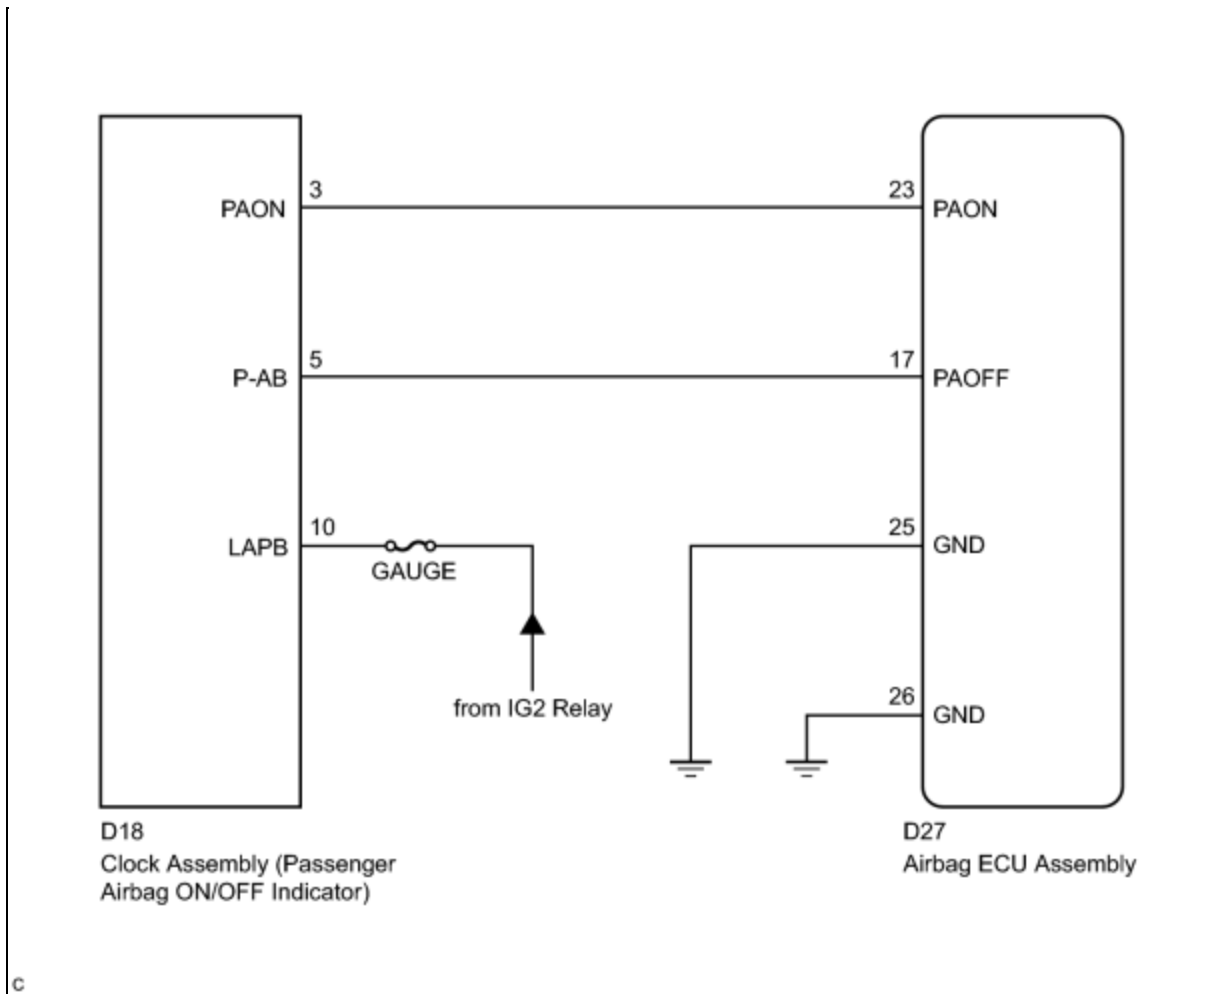 3
23
PAON
PAON
5
17
P-AB
PAOFF
10
25
LAPB
GND
GAUGE
26
from IG2 Relay
GND
D18
D27
Clock Assembly (Passenger
Airbag ON/OFF Indicator)
Airbag ECU Assembly
c